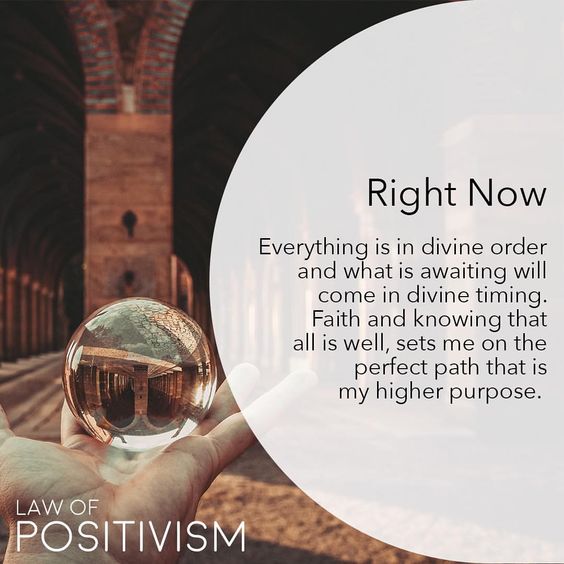 Right Now
Everything is in divine order
and what is awaiting will
come in divine timing.
Faith and knowing that
all is well, sets me on the
perfect path that is
my higher purpose.
LAW OF
POSITIVISM